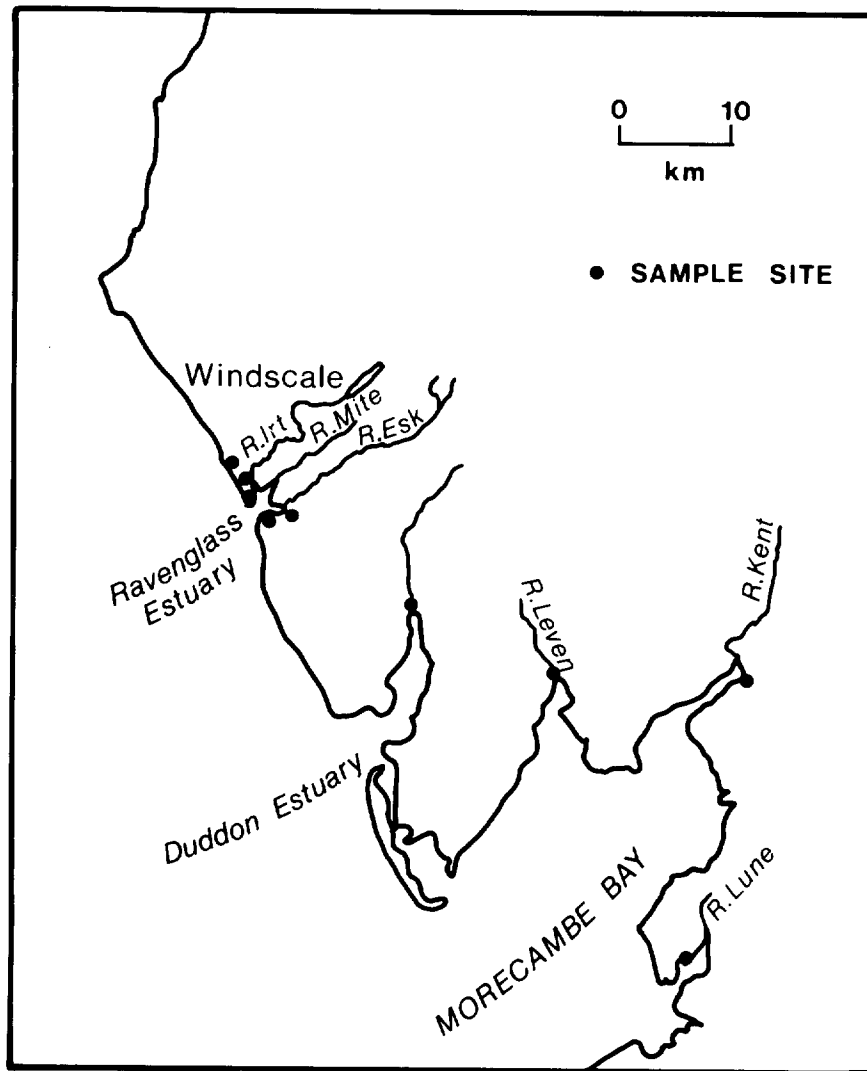 0 10
km
● SAMPLE SITE
Windscale
R.Irt
R.Mite
R.Esk
Ravenglass
Estuary
R.Kent
R.Leven
Duddon Estuary
MORECAMBE BAY
R.Lune